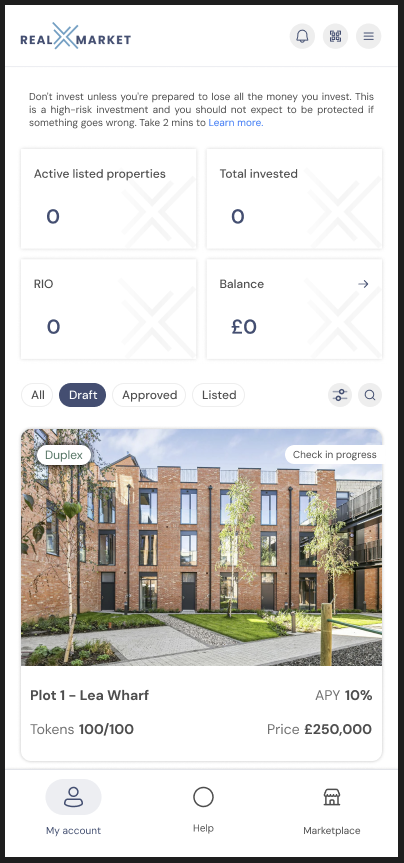 REAL MARKET
Don't invest unless you're prepared to lose all the money you invest. This
is a high-risk investment and you should not expect to be protected if
something goes wrong. Take 2 mins to Learn more.
Active listed properties
0
Total invested
0
RIO
0
Balance
£0
All Draft Approved Listed
Duplex
Check in progress
Plot 1 - Lea Wharf
APY 10%
Tokens 100/100
Price £250,000
My account
Help
Marketplace